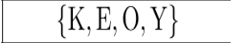 {K, E, O, Y}